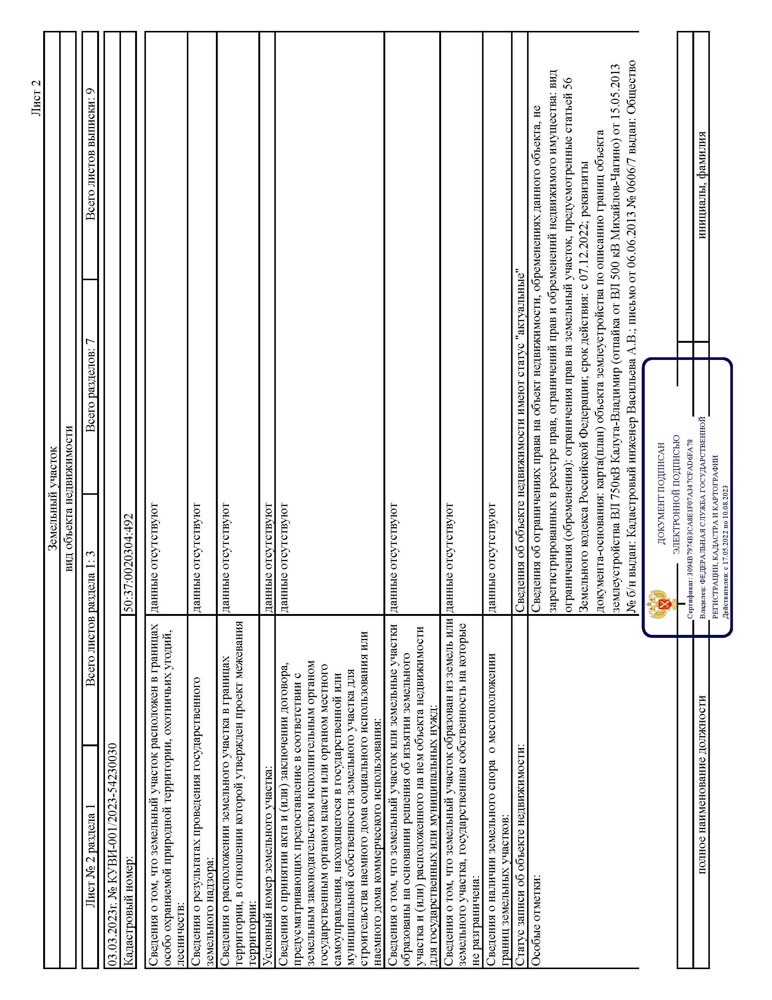 Лист 2
Земельный участок
вид объекта недвижимости
Лист № 2 раздела 1
Всего листов раздела 1: 3
Всего разделов: 7
Всего листов выписки: 9
03.03.2023г. № КУВИ-001/2023-54230030
Кадастровый номер:
50:37:0020304:492
Сведения о том, что земельный участок расположен в границах
особо охраняемой природной территории, охотничьих угодий,
лесничеств:
данные отсутствуют
Сведения о результатах проведения государственного
земельного надзора:
данные отсутствуют
Сведения о расположении земельного участка в границах
территории, в отношении которой утвержден проект межевания
территории:
данные отсутствуют
Условный номер земельного участка:
данные отсутствуют
Сведения о принятии акта и (или) заключении договора,
предусматривающих предоставление в соответствии с
земельным законодательством исполнительным органом
государственным органом власти или органом местного
самоуправления, находящегося в государственной или
муниципальной собственности земельного участка для
строительства наемного дома социального использования или
наемного дома коммерческого использования:
данные отсутствуют
Сведения о том, что земельный участок или земельные участки
образованы на основании решения об изъятии земельного
участка и (или) расположенного на нем объекта недвижимости
для государственных или муниципальных нужд:
данные отсутствуют
Сведения о том, что земельный участок образован из земель или
земельного участка, государственная собственность на которые
не разграничена:
данные отсутствуют
Сведения о наличии земельного спора о местоположении
границ земельных участков:
данные отсутствуют
Статус записи об объекте недвижимости:
Сведения об объекте недвижимости имеют статус "актуальные"
Особые отметки:
Сведения об ограничениях права на объект недвижимости, обременениях данного объекта, не
зарегистрированных в реестре прав, ограничений прав и обременений недвижимого имущества: вид
ограничения (обременения): ограничения прав на земельный участок, предусмотренные статьей 56
Земельного кодекса Российской Федерации; срок действия: с 07.12.2022; реквизиты
документа-основания: карта(план) объекта землеустройства по описанию границ объекта
землеустройства ВЛ 750кВ Калуга-Владимир (отпайка от ВЛ 500 кВ Михайлов-Чагино) от 15.05.2013
№ б/н выдан: Кадастровый инженер Васильева А.В.; письмо от 06.06.2013 № 0606/7 выдан: Общество
ДОКУМЕНТ ПОДПИСАН
ЭЛЕКТРОННОЙ ПОДПИСЬЮ
Сертификат: 3094B7974B3CA8E1F07A347CFAD6FA78
Владелец: ФЕДЕРАЛЬНАЯ СЛУЖБА ГОСУДАРСТВЕННОЙ
РЕГИСТРАЦИИ, КАДАСТРА И КАРТОГРАФИИ
Действителен: с 17.05.2022 по 10.08.2023
полное наименование должности
инициалы, фамилия